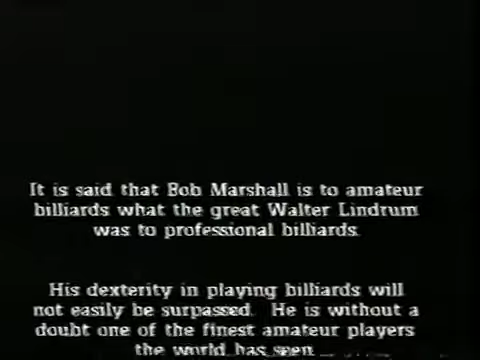 It is said that Bob Marshall is to amateur
billiards what the great Walter Lindrum
was to professional billiards.
His dexterity in playing billiards will
not easily be surpassed. He is without a
doubt one of the finest amateur players
the world has seen